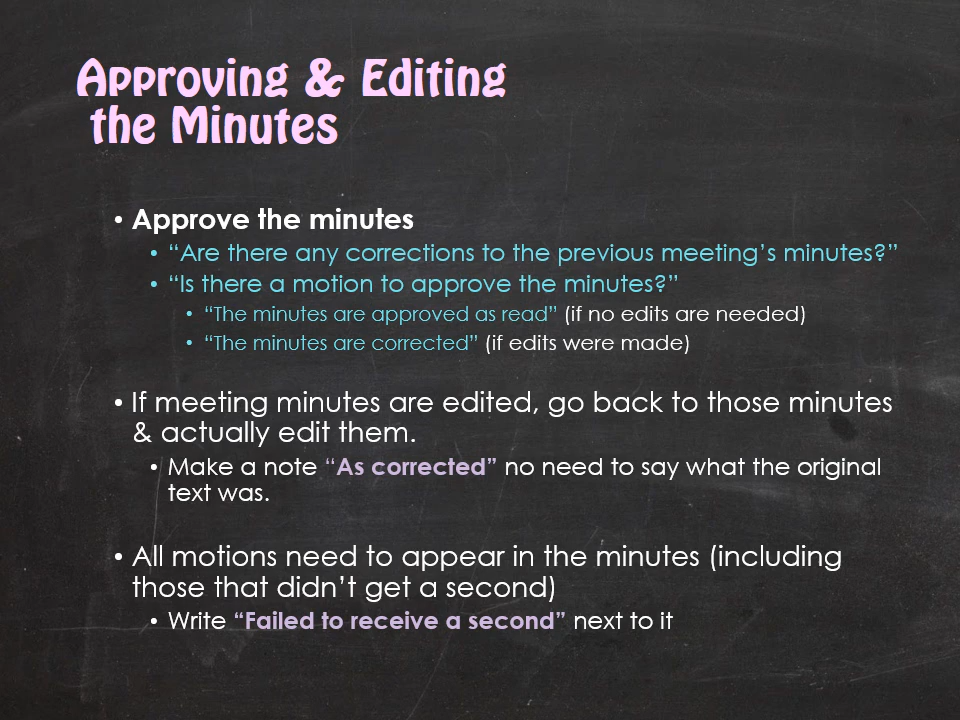 Approving & Editing
the Minutes
• Approve the minutes
• “Are there any corrections to the previous meeting’s minutes?”
• “Is there a motion to approve the minutes?”
• “The minutes are approved as read” (if no edits are needed)
• “The minutes are corrected” (if edits were made)
• If meeting minutes are edited, go back to those minutes
& actually edit them.
• Make a note “As corrected” no need to say what the original
text was.
• All motions need to appear in the minutes (including
those that didn’t get a second)
• Write “Failed to receive a second” next to it